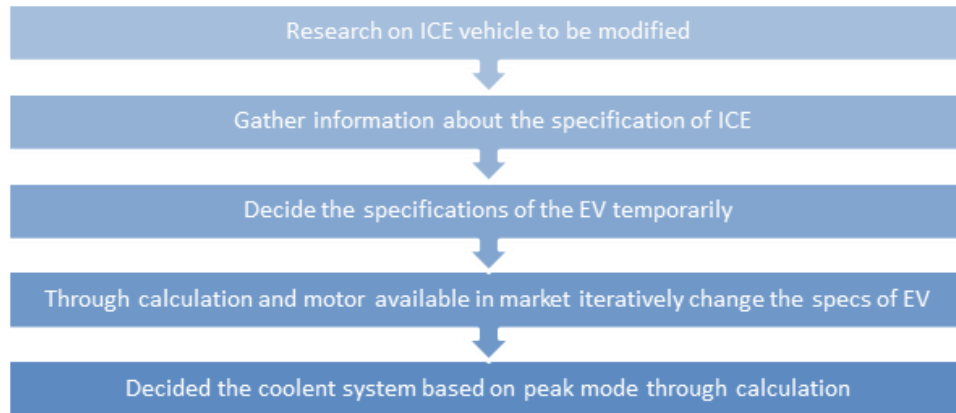 Research on ICE vehicle to be modified
Gather information about the specification of ICE
Decide the specifications of the EV temporarily
Through calculation and motor available in market iteratively change the specs of EV
Decided the coolent system based on peak mode through calculation